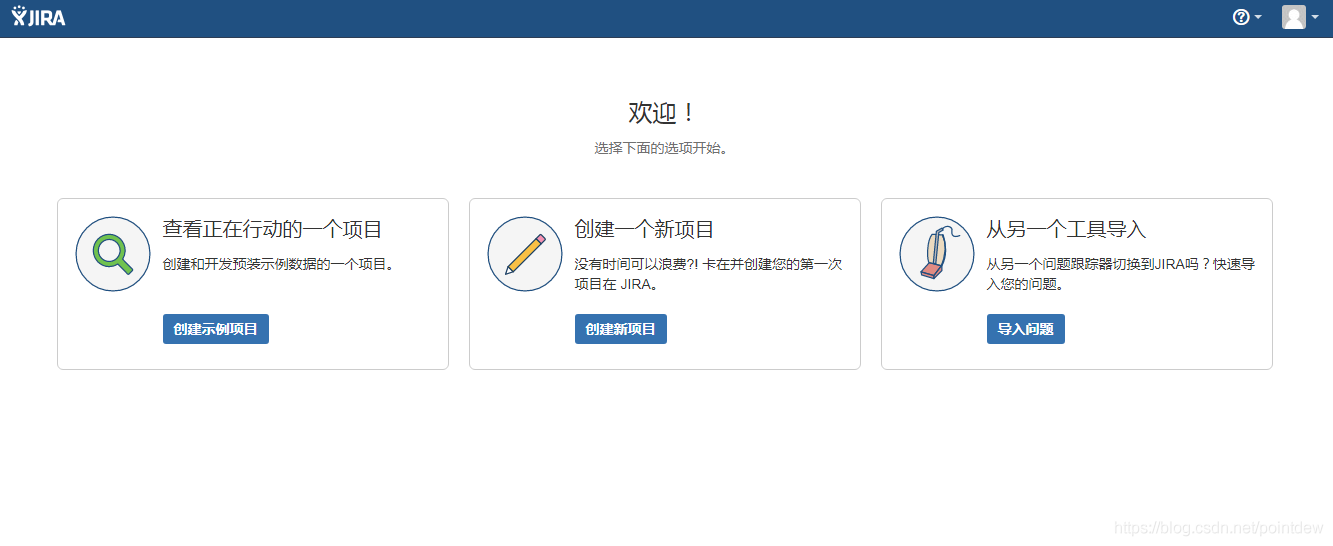 JIRA
欢迎！
选择下面的选项开始。
查看正在行动的一个项目
创建和开发预装示例数据的一个项目。
创建示例项目
创建一个新项目
没有时间可以浪费?! 卡在并创建您的第一次
项目在 JIRA。
创建新项目
从另一个工具导入
从另一个问题跟踪器切换到JIRA吗？快速导
入您的问题。
导入问题
https://blog.csdn.net/pointdew